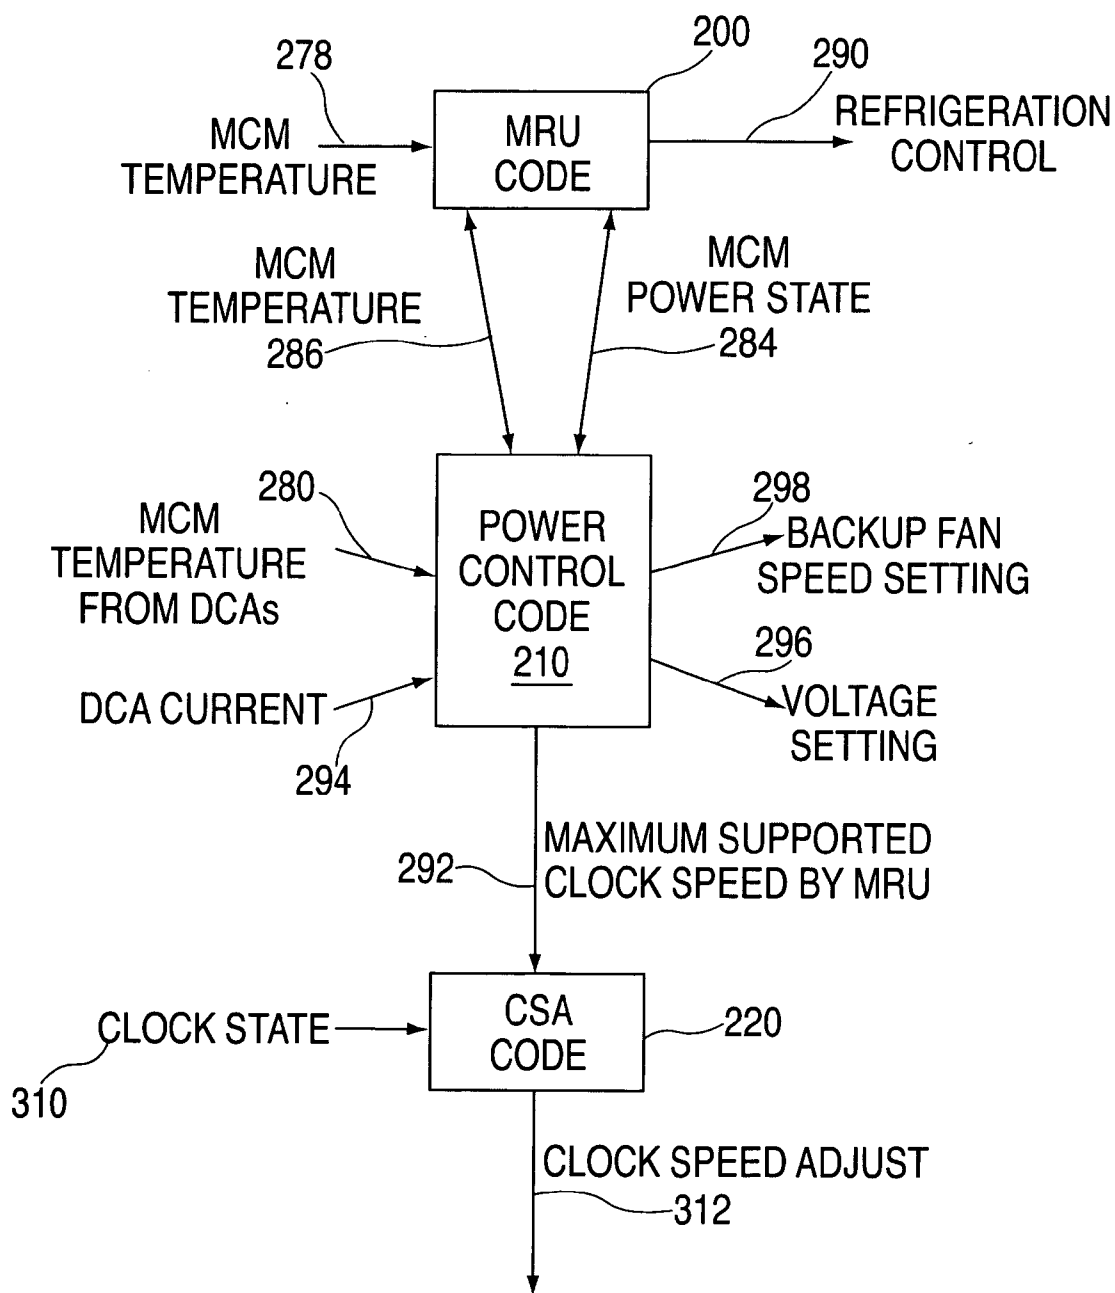 200
278
290
MCM
TEMPERATURE
MRU
CODE
REFRIGERATION
CONTROL
MCM
TEMPERATURE
286
MCM
POWER STATE
284
280
MCM
TEMPERATURE
FROM DCAs
POWER
CONTROL
CODE
210
298
BACKUP FAN
SPEED SETTING
DCA CURRENT
294
296
VOLTAGE
SETTING
292
MAXIMUM SUPPORTED
CLOCK SPEED BY MRU
CLOCK STATE
310
CSA
CODE
220
CLOCK SPEED ADJUST
312